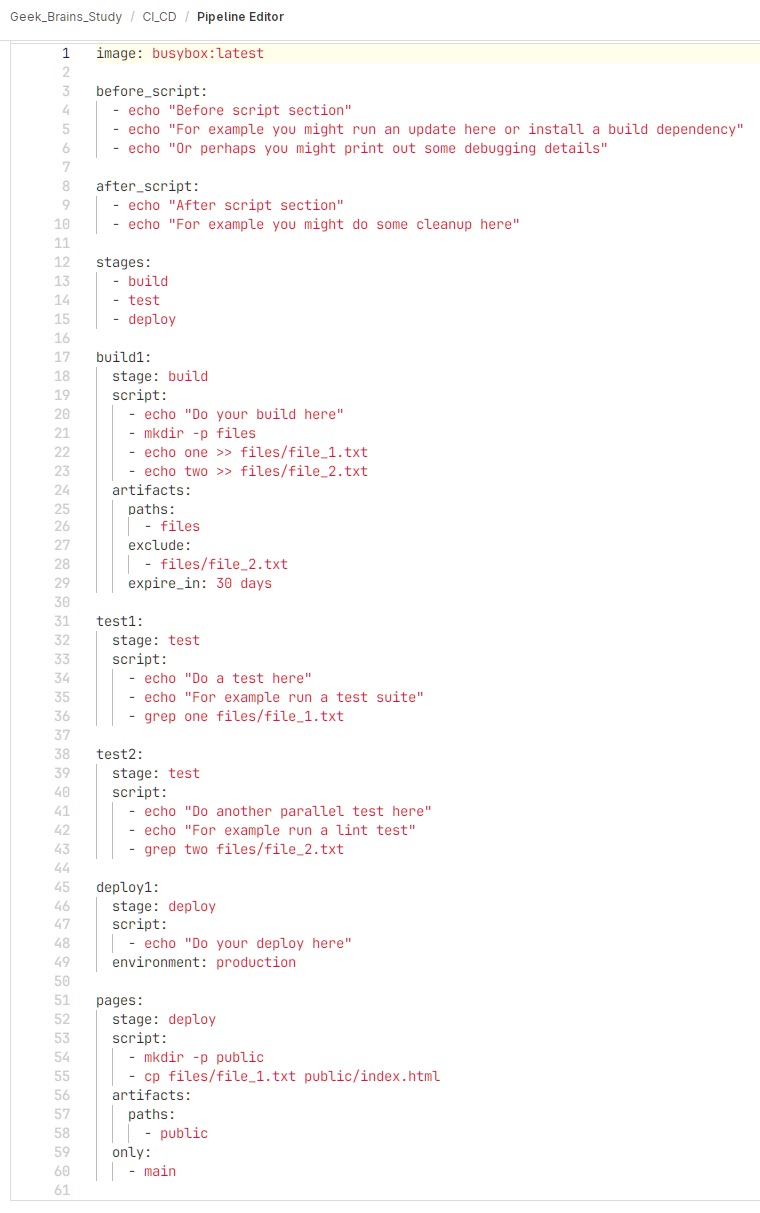 Geek_Brains_Study / CI_CD / Pipeline Editor
1 image: busybox:latest
2
3 before_script:
4   - echo "Before script section"
5   - echo "For example you might run an update here or install a build dependency"
6   - echo "Or perhaps you might print out some debugging details"
7
8 after_script:
9   - echo "After script section"
10   - echo "For example you might do some cleanup here"
11
12 stages:
13   - build
14   - test
15   - deploy
16
17 build1:
18   stage: build
19   script:
20     - echo "Do your build here"
21     - mkdir -p files
22     - echo one >> files/file_1.txt
23     - echo two >> files/file_2.txt
24   artifacts:
25     paths:
26       - files
27     exclude:
28       - files/file_2.txt
29     expire_in: 30 days
30
31 test1:
32   stage: test
33   script:
34     - echo "Do a test here"
35     - echo "For example run a test suite"
36     - grep one files/file_1.txt
37
38 test2:
39   stage: test
40   script:
41     - echo "Do another parallel test here"
42     - echo "For example run a lint test"
43     - grep two files/file_2.txt
44
45 deploy1:
46   stage: deploy
47   script:
48     - echo "Do your deploy here"
49   environment: production
50
51 pages:
52   stage: deploy
53   script:
54     - mkdir -p public
55     - cp files/file_1.txt public/index.html
56   artifacts:
57     paths:
58       - public
59   only:
60     - main
61